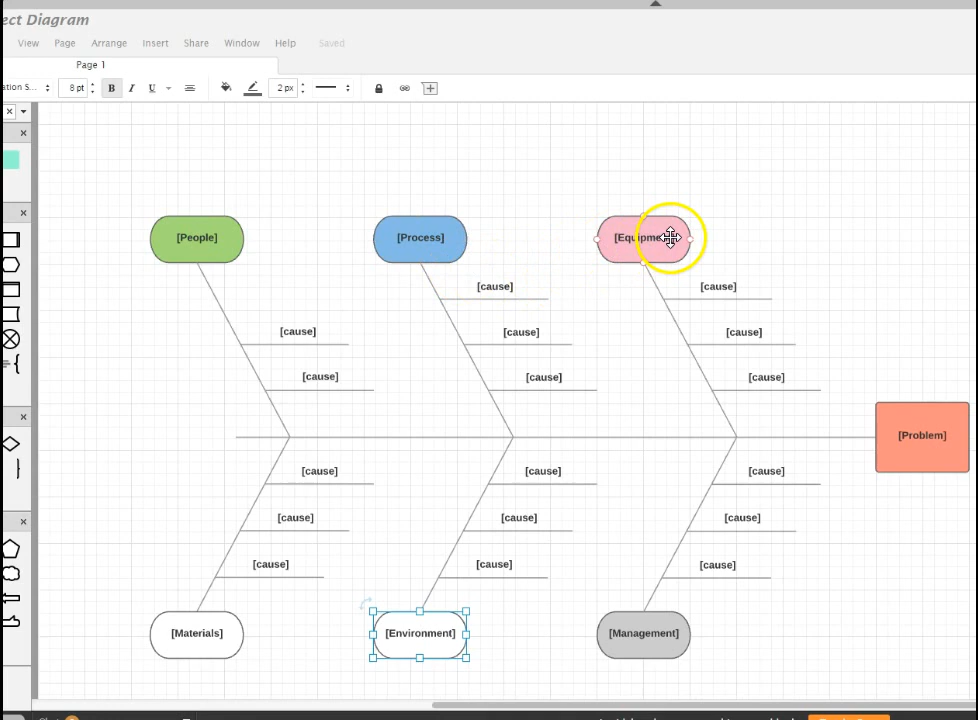 ect Diagram
View Page Arrange Insert Share Window Help Saved
Page 1
ation S... 8 pt B I U 2 px
[People] [Process]
[cause] [cause]
[cause] [cause] [cause]
[cause] [cause] [cause]
[Problem]
[cause] [cause] [cause]
[cause] [cause] [cause]
[cause] [cause] [cause]
[Materials] [Environment] [Management]